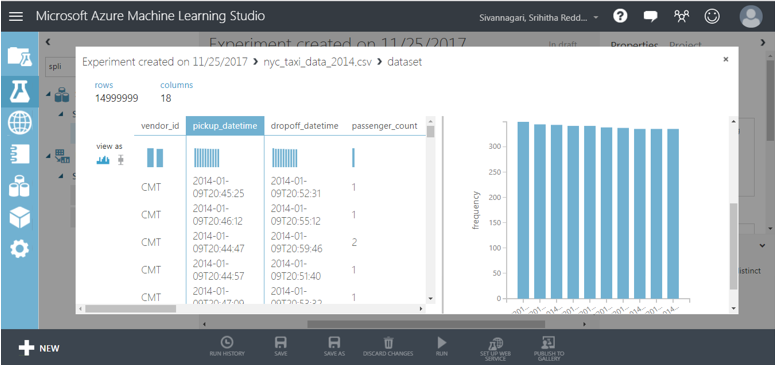 Microsoft Azure Machine Learning Studio
Sivannagari, Srihitha Redd...
Experiment created on 11/25/2017
In draft
Properties Project
spli
Experiment created on 11/25/2017 › nyc_taxi_data_2014.csv › dataset
rows columns
14999999 18
vendor_id pickup_datetime dropoff_datetime passenger_count
view as
CMT 2014-01-09T20:45:25 2014-01-09T20:52:31 1
CMT 2014-01-09T20:46:12 2014-01-09T20:55:12 1
CMT 2014-01-09T20:44:47 2014-01-09T20:59:46 2
CMT 2014-01-09T20:44:57 2014-01-09T20:51:40 1
CMT 2014-01-09T20:47:09 2014-01-09T20:53:32 1
frequency
300
250
200
150
100
50
0
istinct
NEW
RUN HISTORY
SAVE
SAVE AS
DISCARD CHANGES
RUN
SET UP WEB SERVICE
PUBLISH TO GALLERY